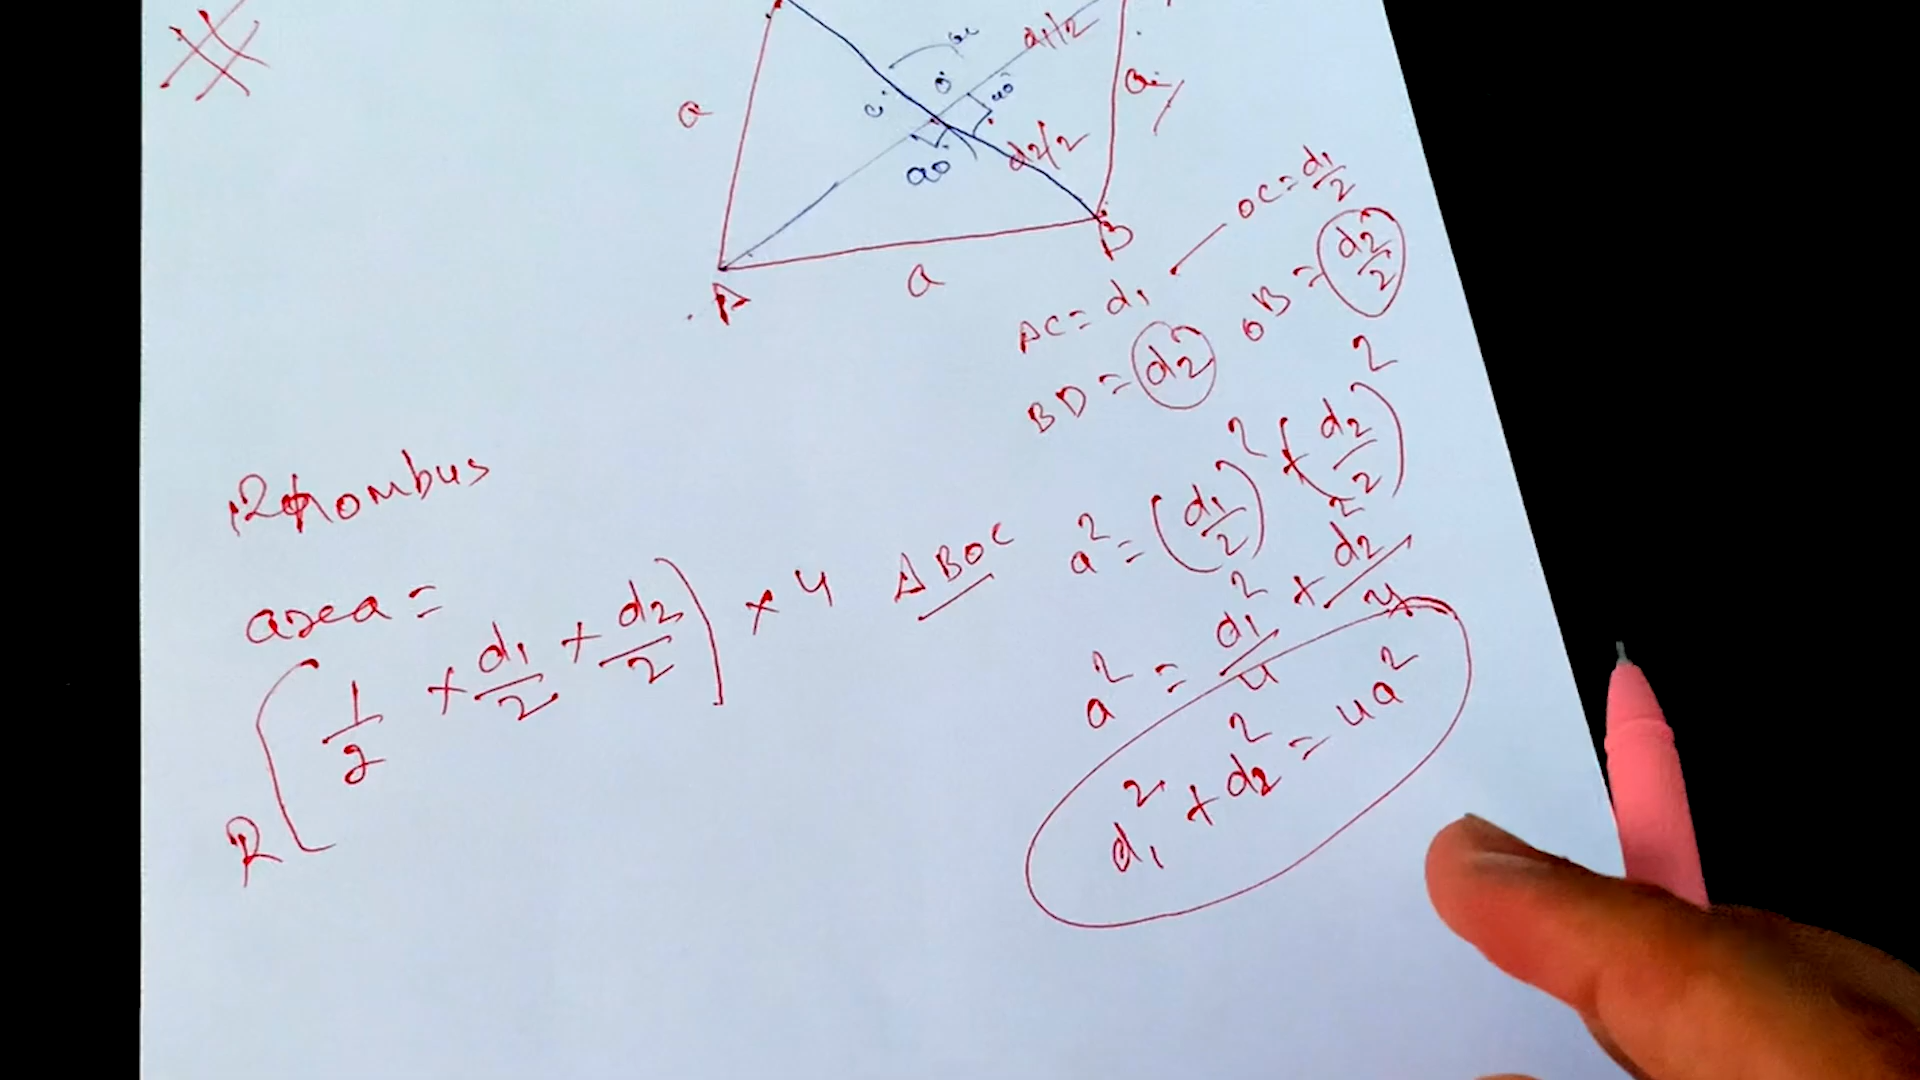 a
a
d1/2
90°
O
90°
d2/2
a
A
B
OC = d1/2
AC = d1
OB = d2/2
BD = d2
Rhombus
area =
[1/2 × d1/2 × d2/2] × 4
ΔBOC
a² = (d1/2)² + (d2/2)²
a² = d1²/4 + d2²/4
d1² + d2² = 4a²
R